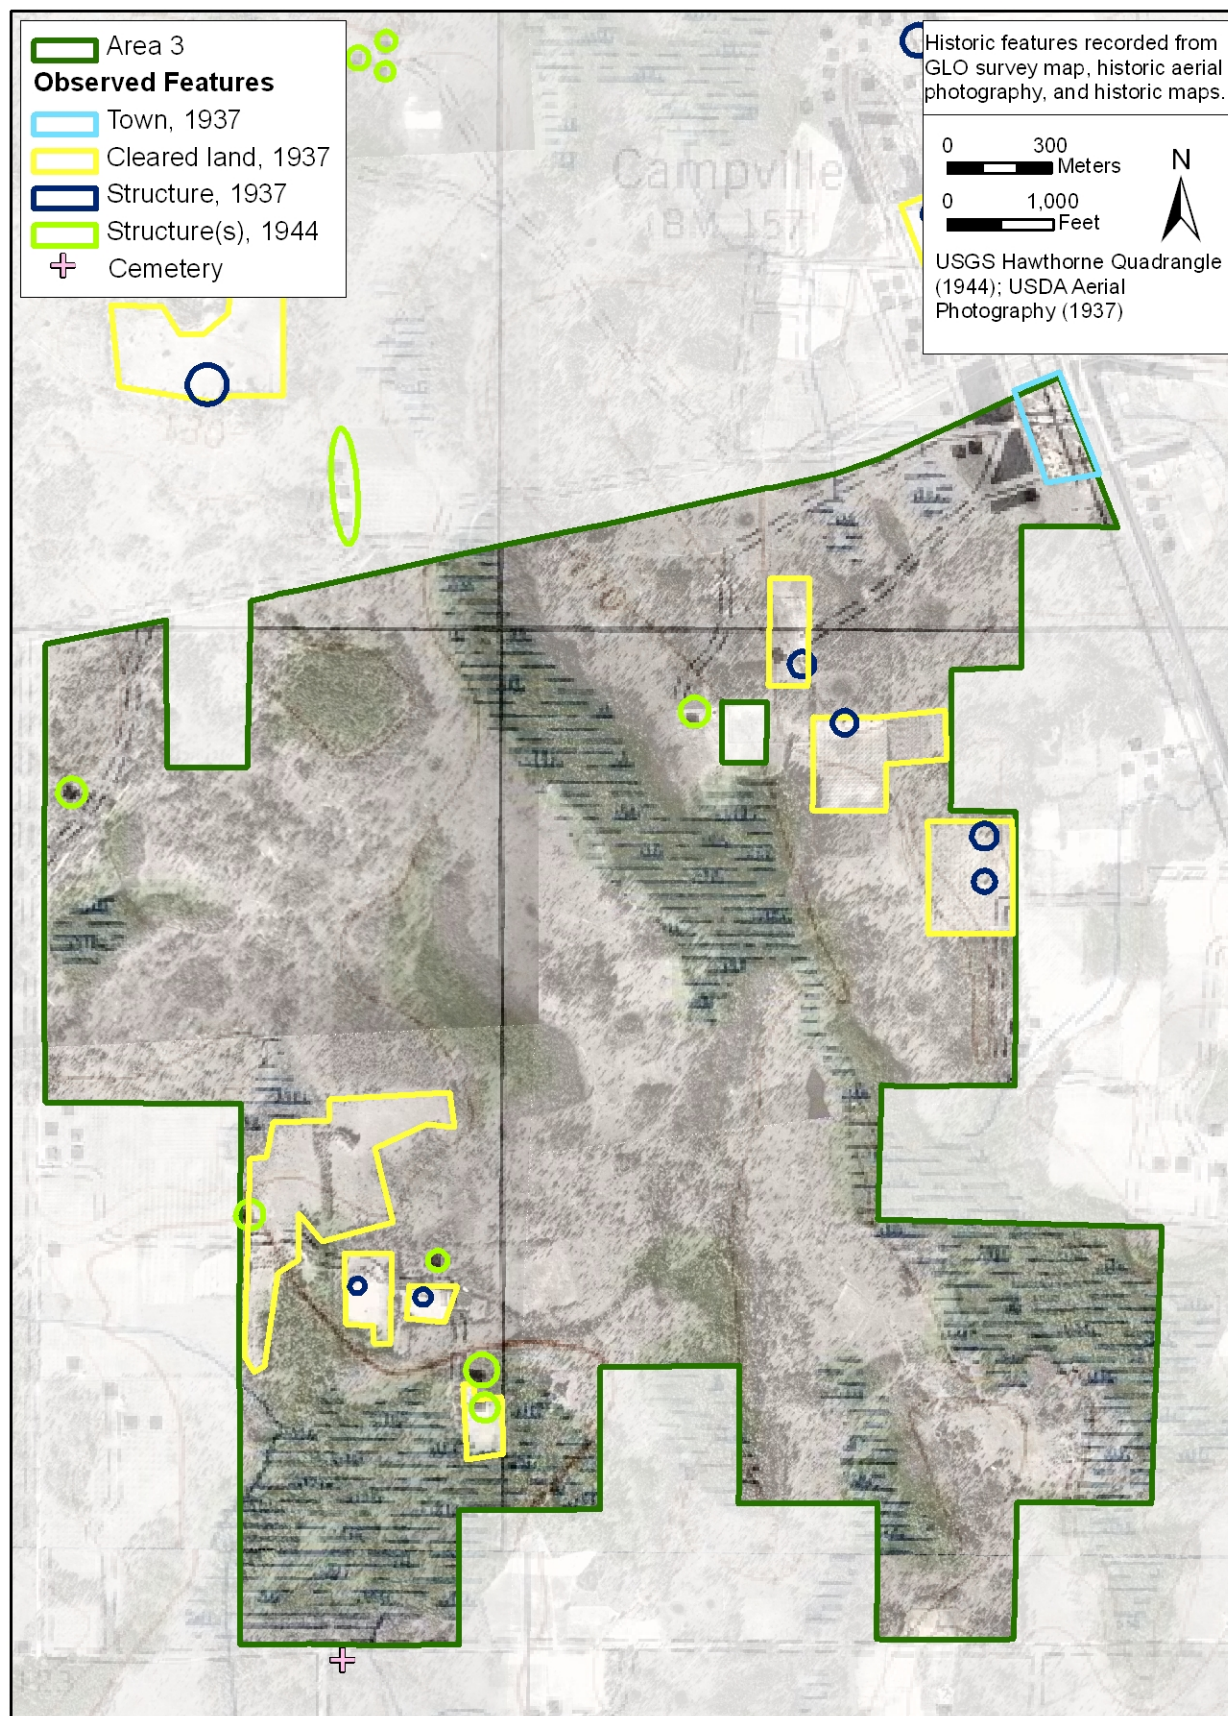 Area 3
Observed Features
Town, 1937
Cleared land, 1937
Structure, 1937
Structure(s), 1944
Cemetery
Historic features recorded from
GLO survey map, historic aerial
photography, and historic maps.
0 300
Meters
0 1,000
Feet
N
USGS Hawthorne Quadrangle
(1944); USDA Aerial
Photography (1937)
Campville
BM 157